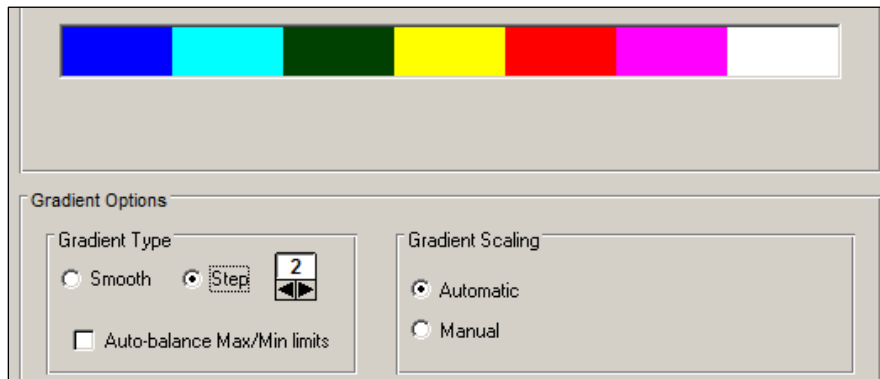 Gradient Options
Gradient Type
Smooth
Step
2
Auto-balance Max/Min limits
Gradient Scaling
Automatic
Manual